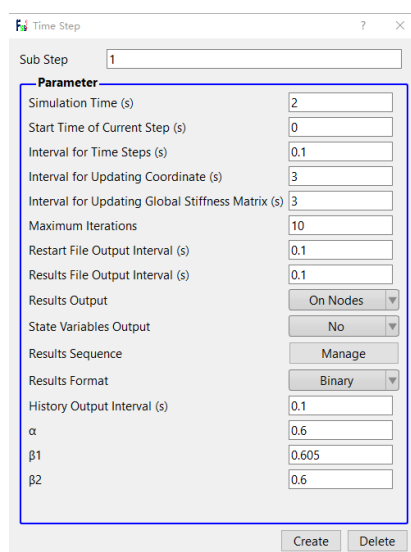 Time Step ? ×
Sub Step 1
Parameter
Simulation Time (s) 2
Start Time of Current Step (s) 0
Interval for Time Steps (s) 0.1
Interval for Updating Coordinate (s) 3
Interval for Updating Global Stiffness Matrix (s) 3
Maximum Iterations 10
Restart File Output Interval (s) 0.1
Results File Output Interval (s) 0.1
Results Output On Nodes
State Variables Output No
Results Sequence Manage
Results Format Binary
History Output Interval (s) 0.1
α 0.6
β1 0.605
β2 0.6
Create Delete